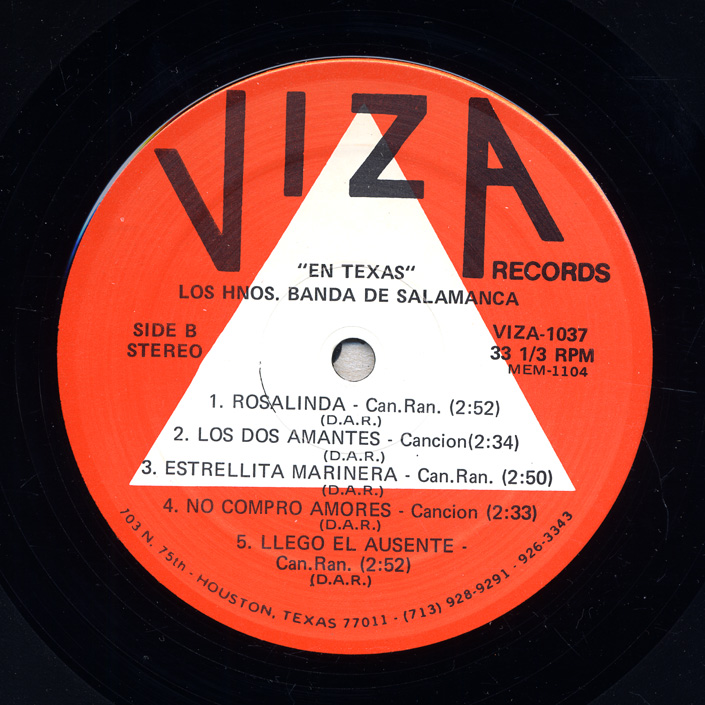 VIZA
RECORDS
"EN TEXAS"
LOS HNOS. BANDA DE SALAMANCA
SIDE B
STEREO
VIZA-1037
33 1/3 RPM
MEM-1104
1. ROSALINDA - Can.Ran. (2:52)
(D.A.R.)
2. LOS DOS AMANTES - Cancion(2:34)
(D.A.R.)
3. ESTRELLITA MARINERA - Can.Ran. (2:50)
(D.A.R.)
4. NO COMPRO AMORES - Cancion (2:33)
(D.A.R.)
5. LLEGO EL AUSENTE -
Can.Ran. (2:52)
(D.A.R.)
703 N. 75th - HOUSTON, TEXAS 77011 - (713) 928-9291 - 926-3343